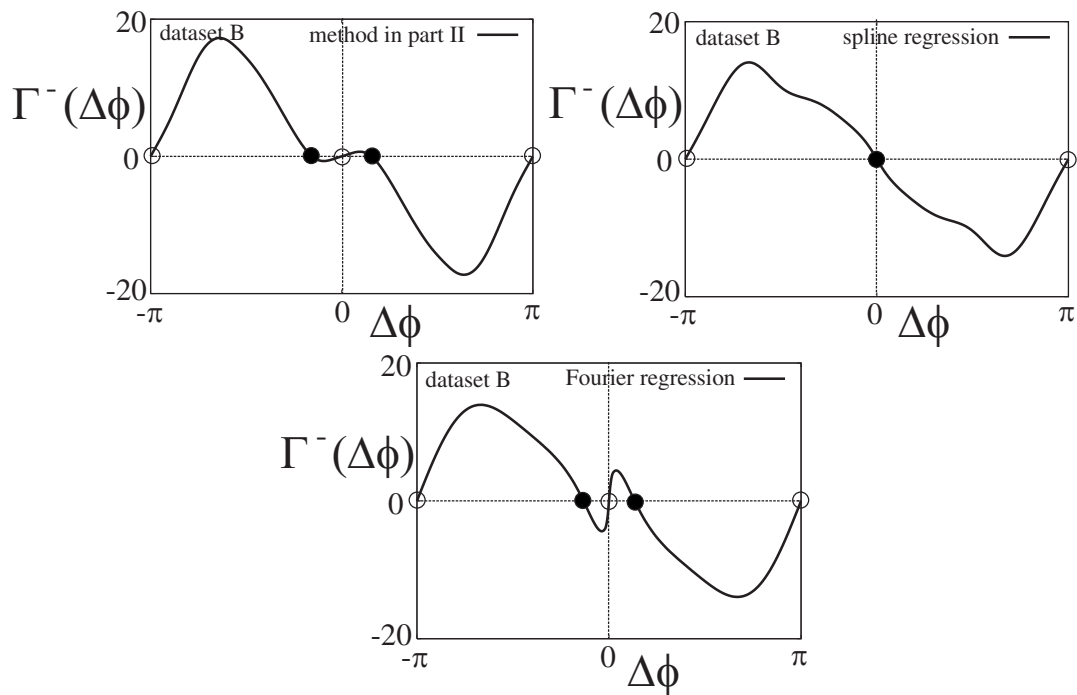 20
dataset B
method in part II
Γ⁻(Δϕ)
0
-20
-π
0
π
Δϕ
20
dataset B
spline regression
Γ⁻(Δϕ)
0
-20
-π
0
π
Δϕ
20
dataset B
Fourier regression
Γ⁻(Δϕ)
0
-20
-π
0
π
Δϕ